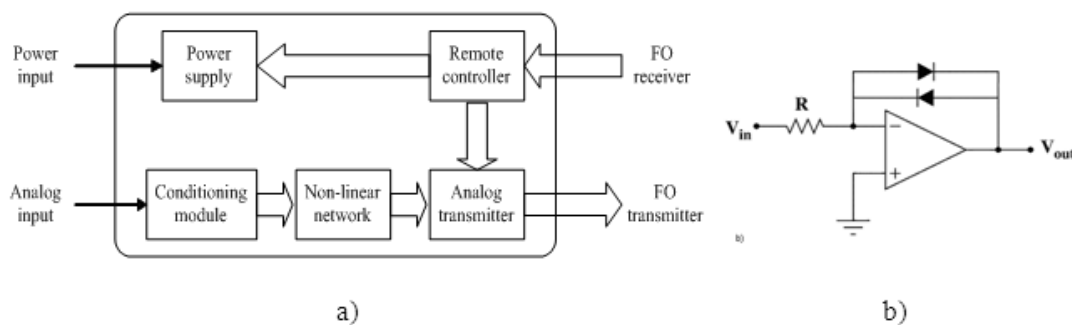 Power
input
Power
supply
Remote
controller
FO
receiver
Analog
input
Conditioning
module
Non-linear
network
Analog
transmitter
FO
transmitter
a)
R
Vin
−
+
Vout
b)
b)